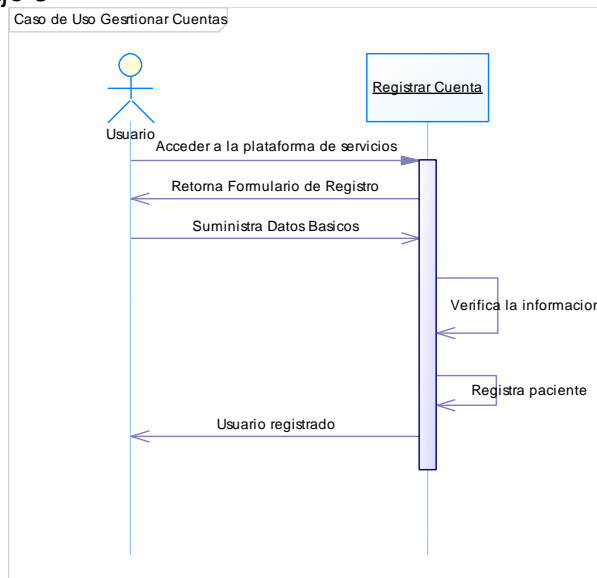 Caso de Uso Gesrtionar Cuentas
Registrar Cuenta
Usuario
Acceder a la plataforma de servicios
Retorna Formulario de Registro
Suministra Datos Basicos
Verifica la informacion
Registra paciente
Usuario registrado